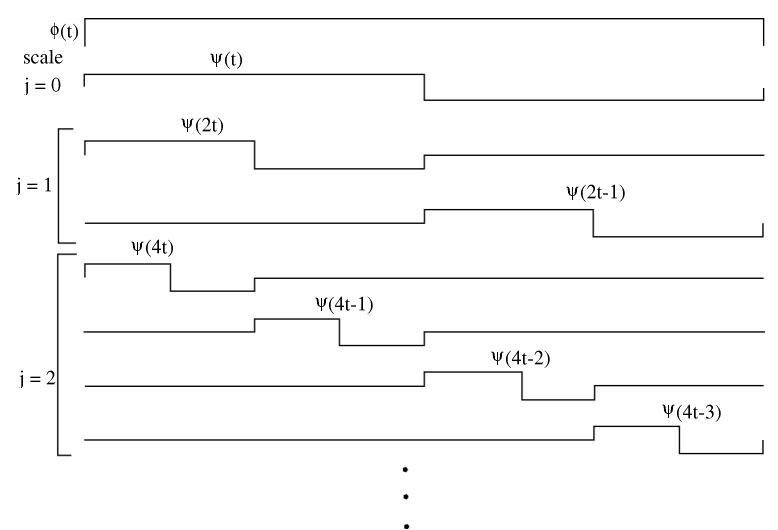 ϕ(t)
scale
ψ(t)
j = 0
ψ(2t)
j = 1
ψ(2t-1)
ψ(4t)
ψ(4t-1)
ψ(4t-2)
j = 2
ψ(4t-3)